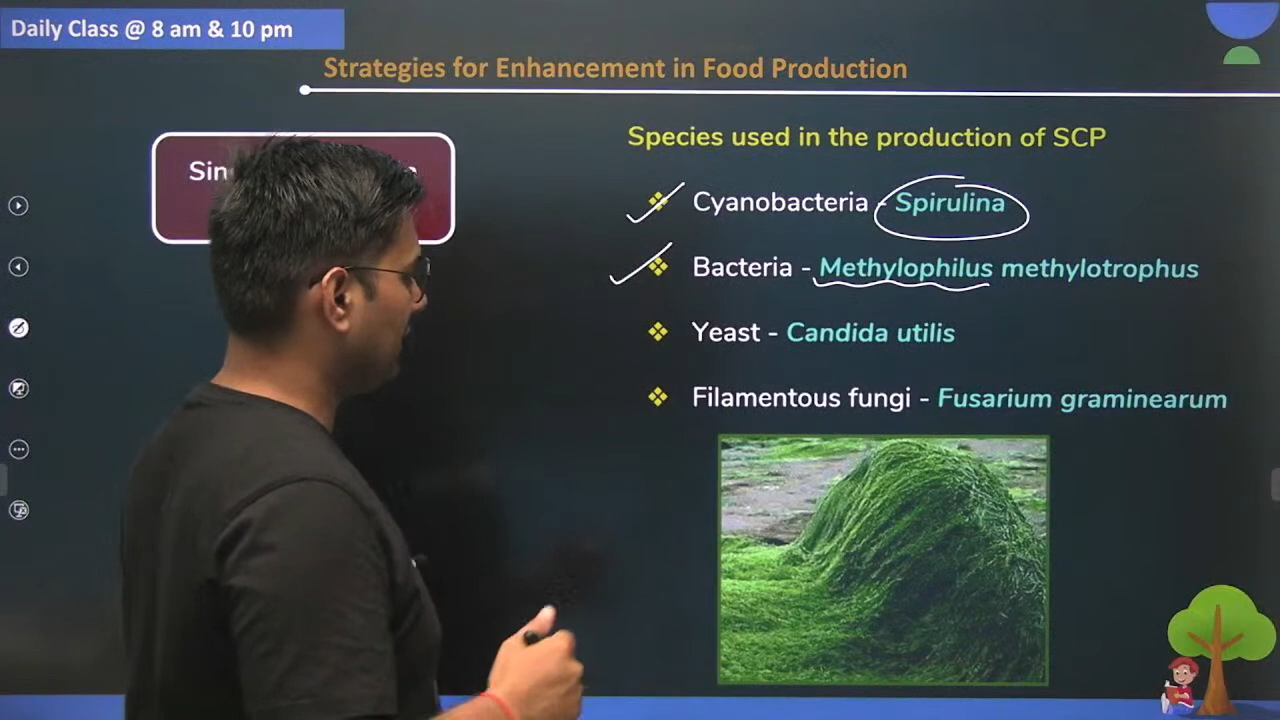 Daily Class @ 8 am & 10 pm
Strategies for Enhancement in Food Production
Species used in the production of SCP
Cyanobacteria - Spirulina
Bacteria - Methylophilus methylotrophus
Yeast - Candida utilis
Filamentous fungi - Fusarium graminearum